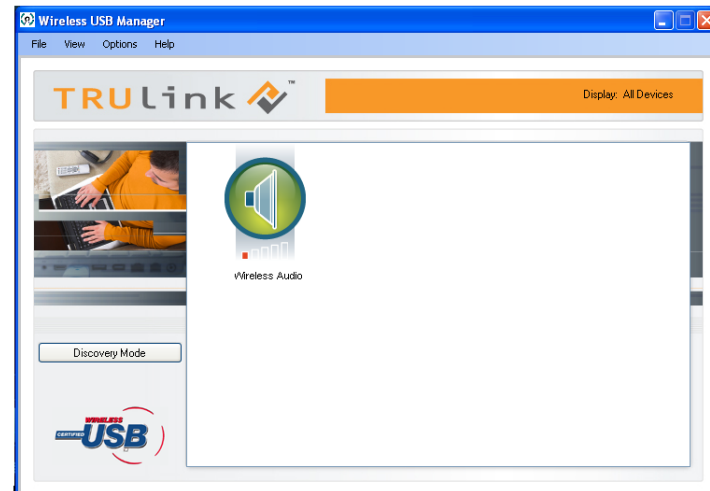 Wireless USB Manager
File View Options Help
TRULink ™
Display: All Devices
Wireless Audio
Discovery Mode
WIRELESS
CERTIFIED USB